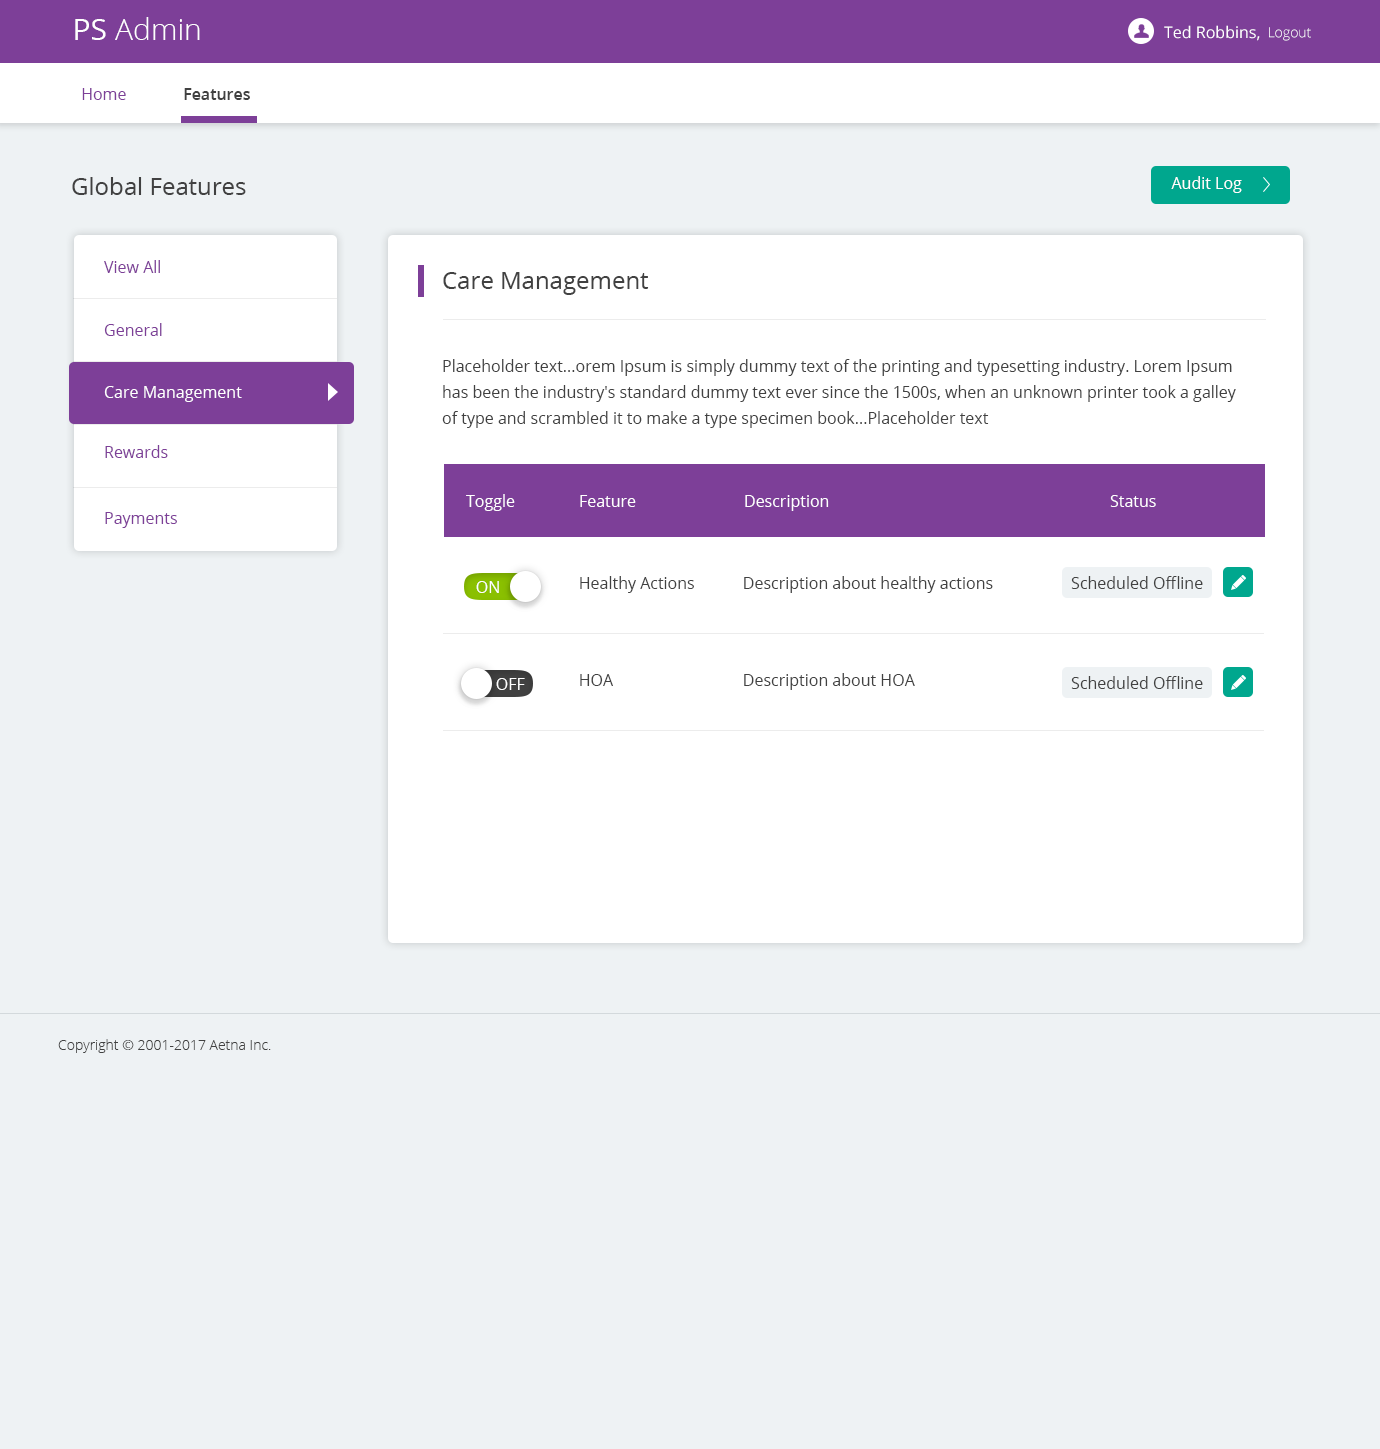 PS Admin
Ted Robbins, Logout
Home
Features
Global Features
Audit Log
View All
General
Care Management
Rewards
Payments
Care Management
Placeholder text...orem Ipsum is simply dummy text of the printing and typesetting industry. Lorem Ipsum
has been the industry's standard dummy text ever since the 1500s, when an unknown printer took a galley
of type and scrambled it to make a type specimen book...Placeholder text
Toggle Feature Description Status
ON Healthy Actions Description about healthy actions Scheduled Offline
OFF HOA Description about HOA Scheduled Offline
Copyright © 2001-2017 Aetna Inc.